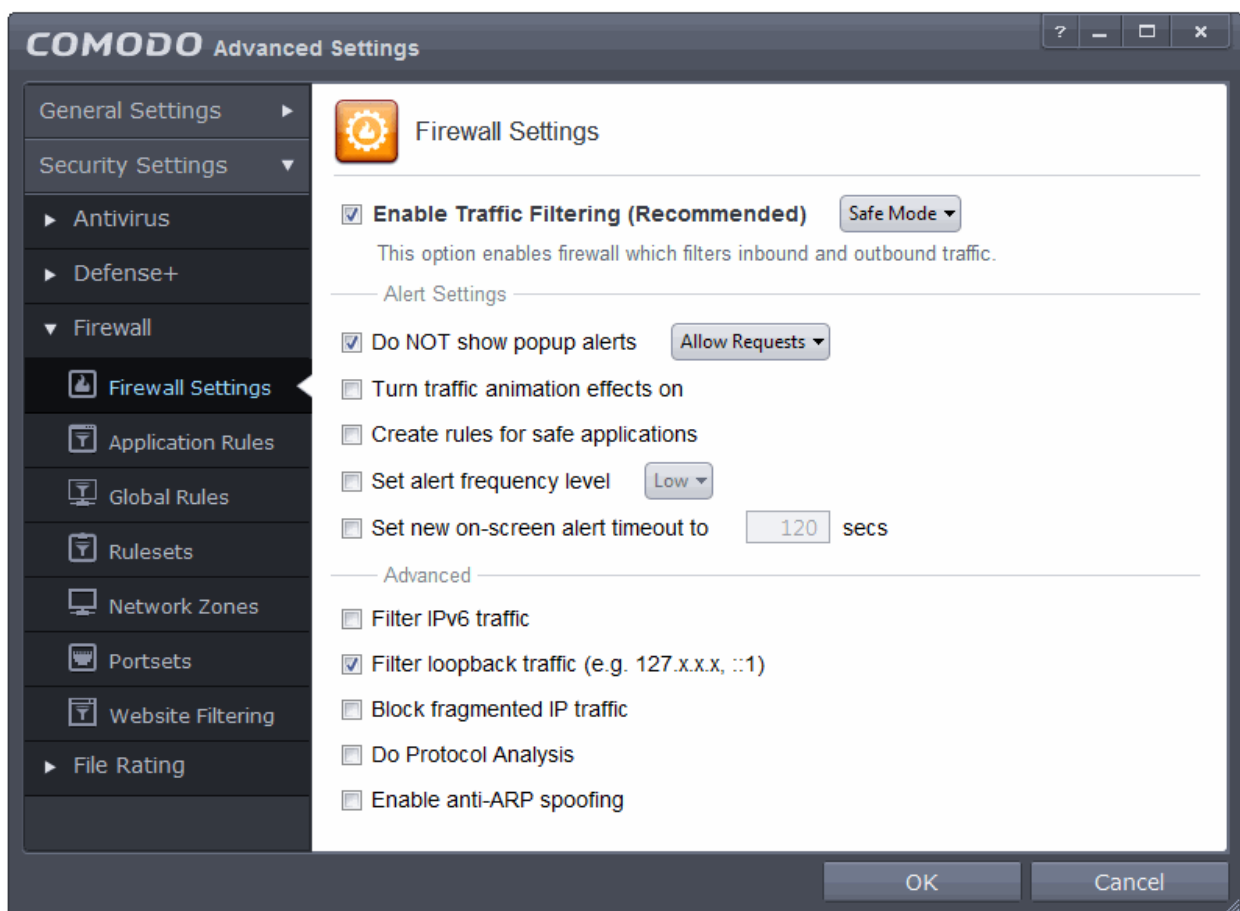 COMODO Advanced Settings
?
General Settings
Security Settings
Antivirus
Defense+
Firewall
Firewall Settings
Application Rules
Global Rules
Rulesets
Network Zones
Portsets
Website Filtering
File Rating
Firewall Settings
Enable Traffic Filtering (Recommended) Safe Mode
This option enables firewall which filters inbound and outbound traffic.
Alert Settings
Do NOT show popup alerts Allow Requests
Turn traffic animation effects on
Create rules for safe applications
Set alert frequency level Low
Set new on-screen alert timeout to 120 secs
Advanced
Filter IPv6 traffic
Filter loopback traffic (e.g. 127.x.x.x, ::1)
Block fragmented IP traffic
Do Protocol Analysis
Enable anti-ARP spoofing
OK Cancel